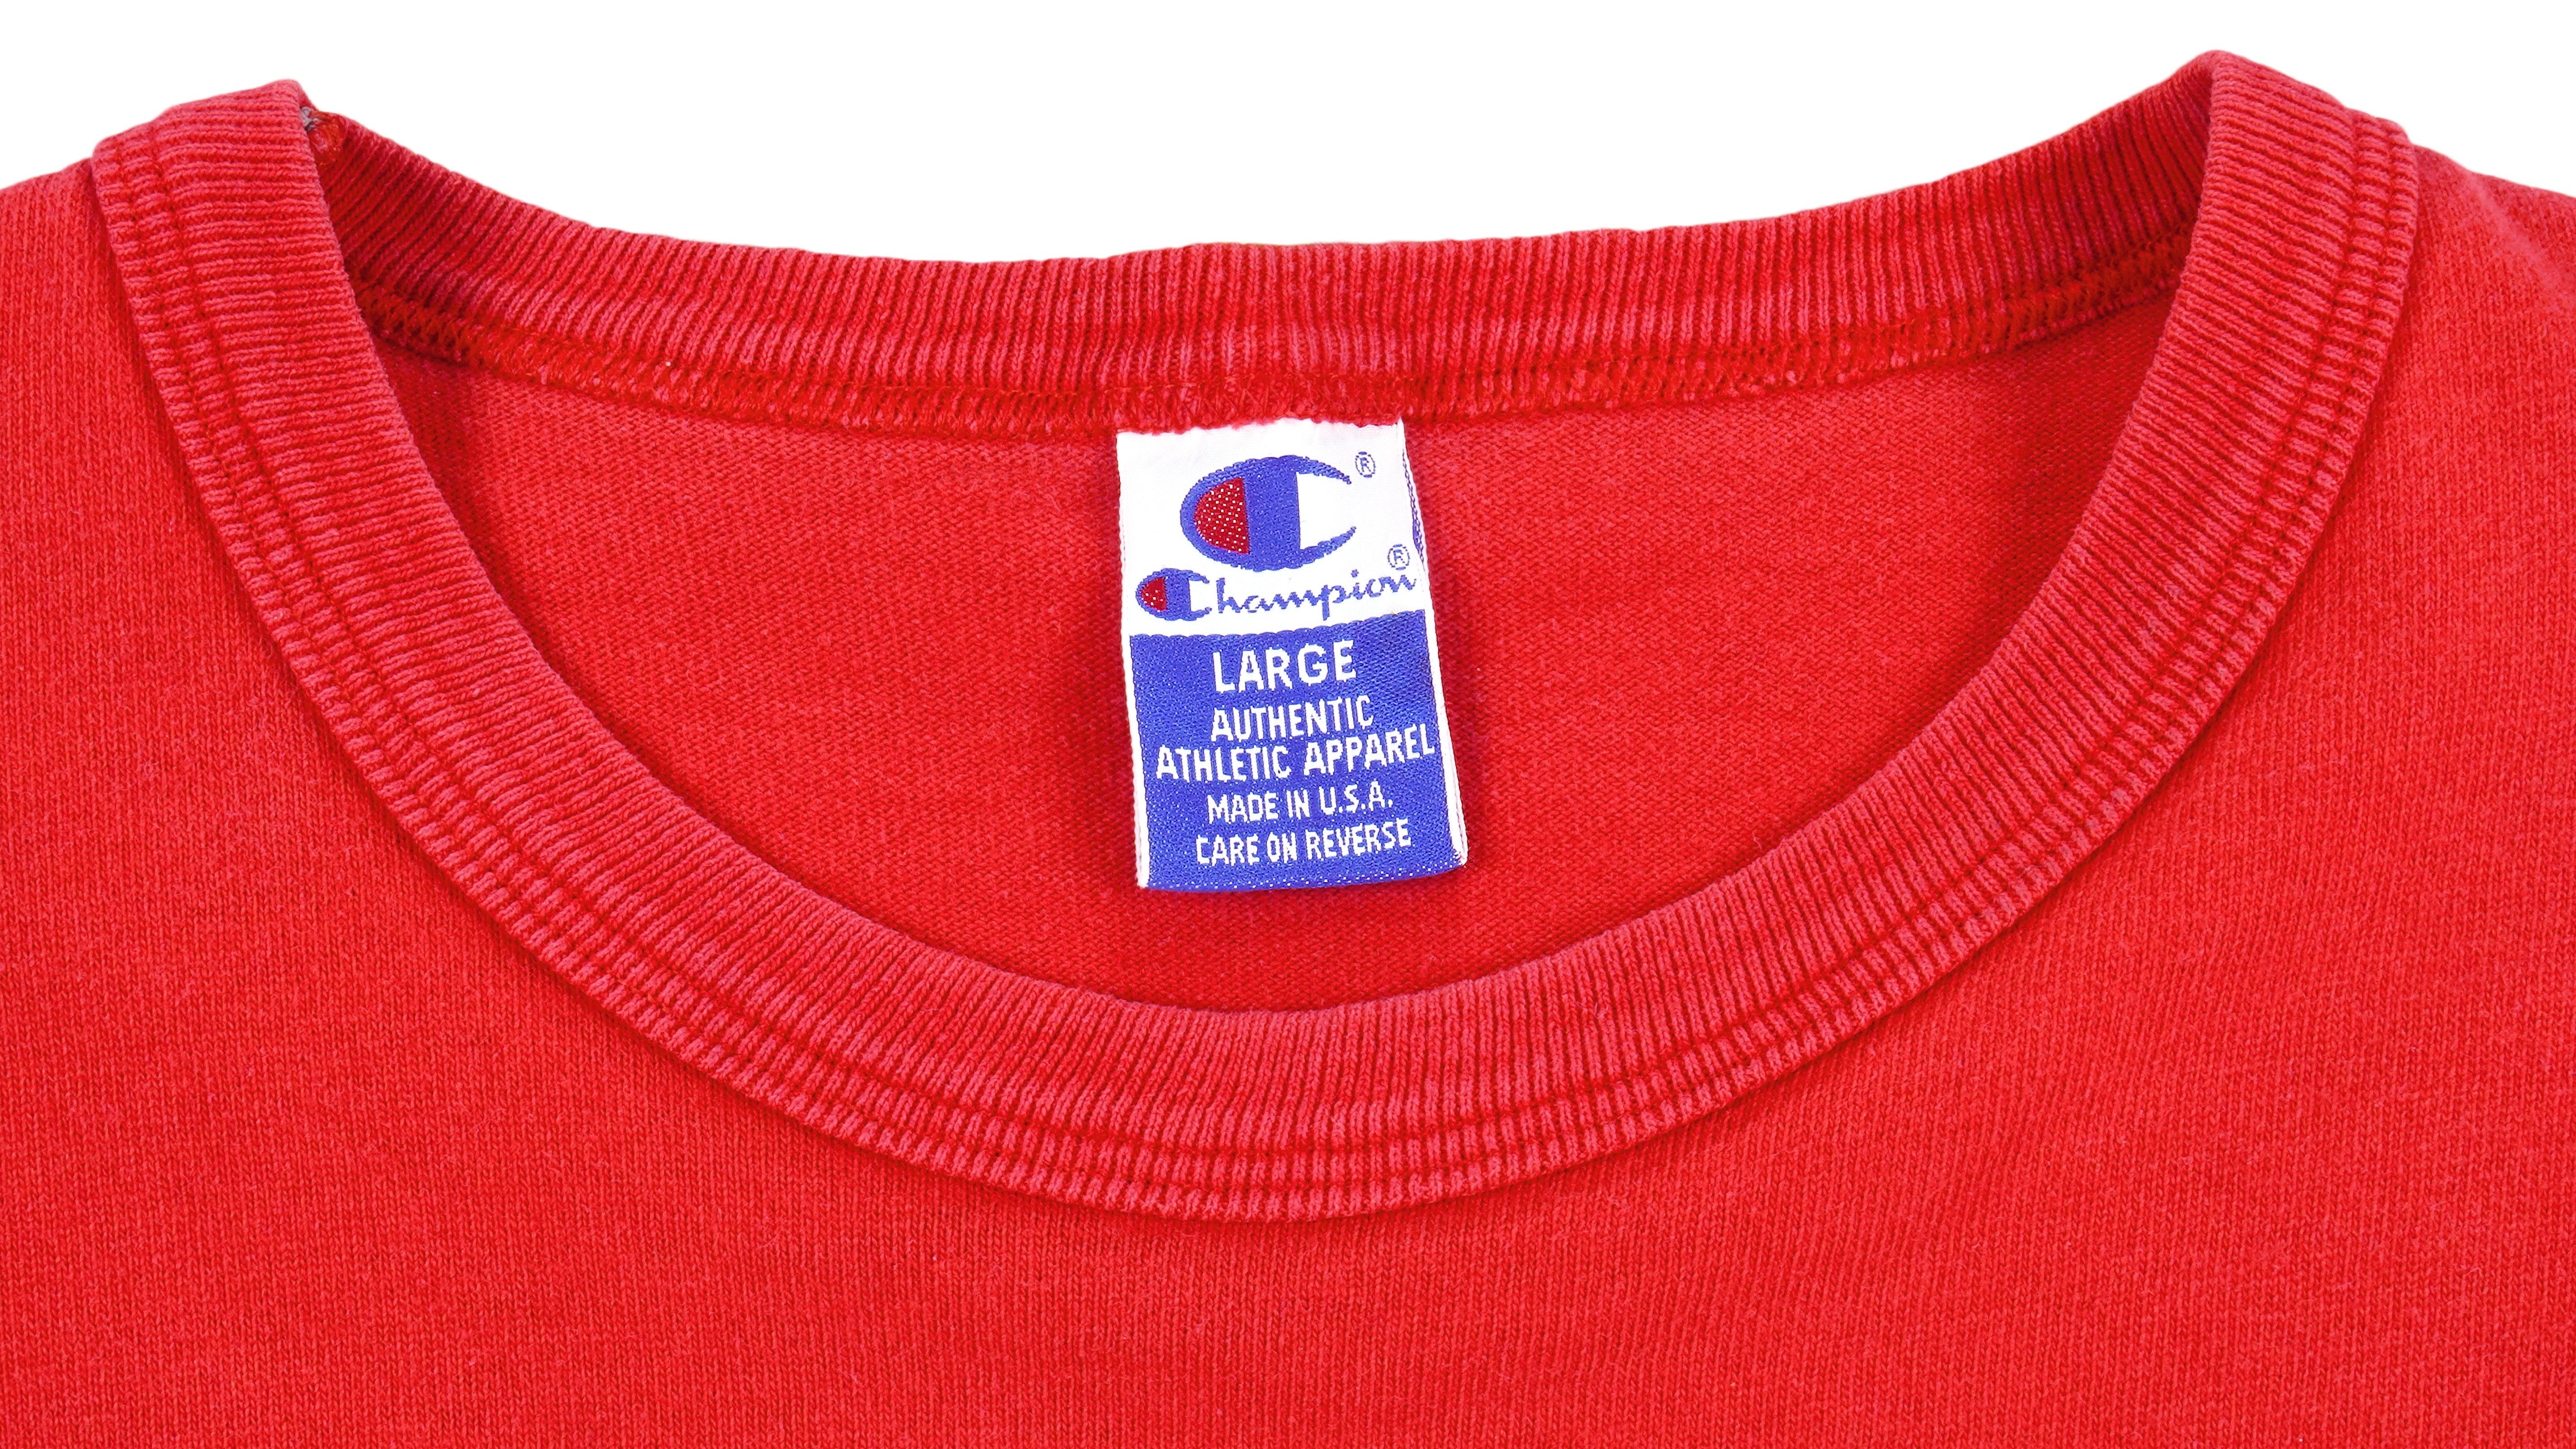 ®
Champion®
LARGE
AUTHENTIC
ATHLETIC APPAREL
MADE IN U.S.A.
CARE ON REVERSE